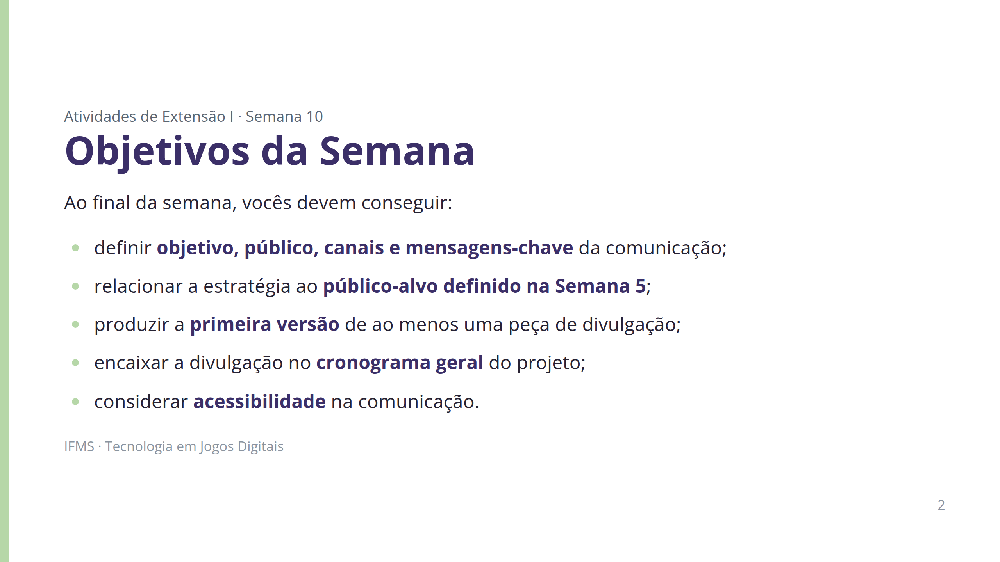 Atividades de Extensão I · Semana 10
Objetivos da Semana
Ao final da semana, vocês devem conseguir:
definir objetivo, público, canais e mensagens-chave da comunicação;
relacionar a estratégia ao público-alvo definido na Semana 5;
produzir a primeira versão de ao menos uma peça de divulgação;
encaixar a divulgação no cronograma geral do projeto;
considerar acessibilidade na comunicação.
IFMS · Tecnologia em Jogos Digitais
2